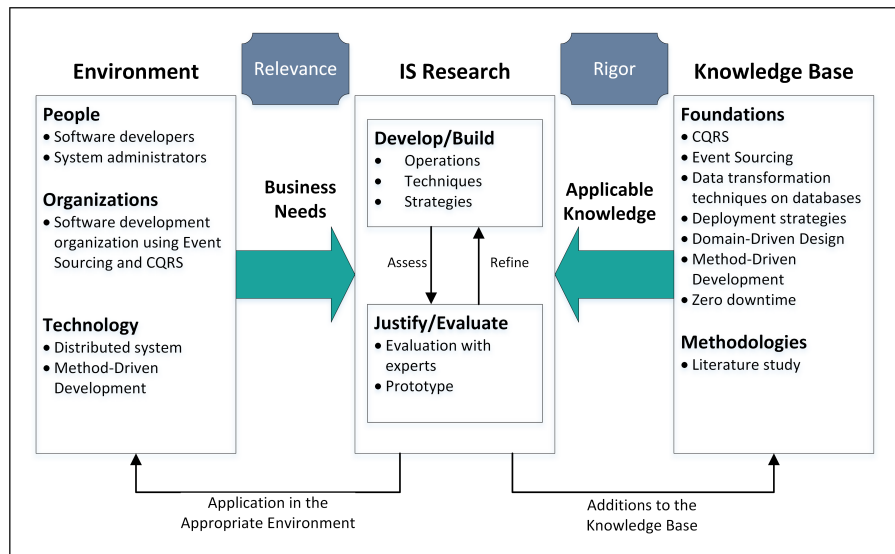 Relevance
Rigor
Environment
IS Research
Knowledge Base
People
• Software developers
• System administrators
Organizations
• Software development
organization using Event
Sourcing and CQRS
Technology
• Distributed system
• Method-Driven
Development
Business
Needs
Develop/Build
• Operations
• Techniques
• Strategies
Assess
Refine
Justify/Evaluate
• Evaluation with
experts
• Prototype
Applicable
Knowledge
Foundations
• CQRS
• Event Sourcing
• Data transformation
techniques on databases
• Deployment strategies
• Domain-Driven Design
• Method-Driven
Development
• Zero downtime
Methodologies
• Literature study
Application in the
Appropriate Environment
Additions to the
Knowledge Base